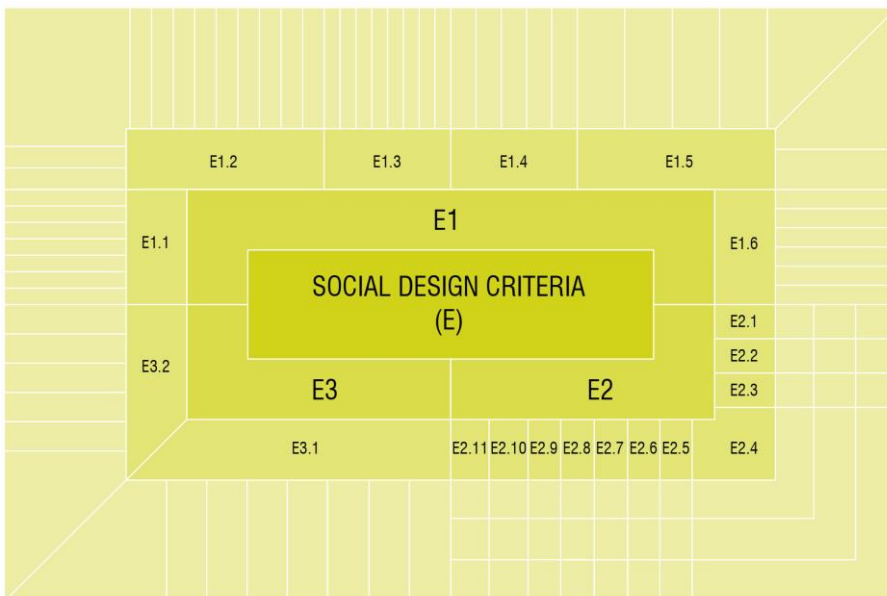 E1.2 E1.3 E1.4 E1.5
E1.1 E1 E1.6
SOCIAL DESIGN CRITERIA
(E)
E2.1
E2.2
E3.2 E3 E2 E2.3
E3.1 E2.11 E2.10 E2.9 E2.8 E2.7 E2.6 E2.5 E2.4